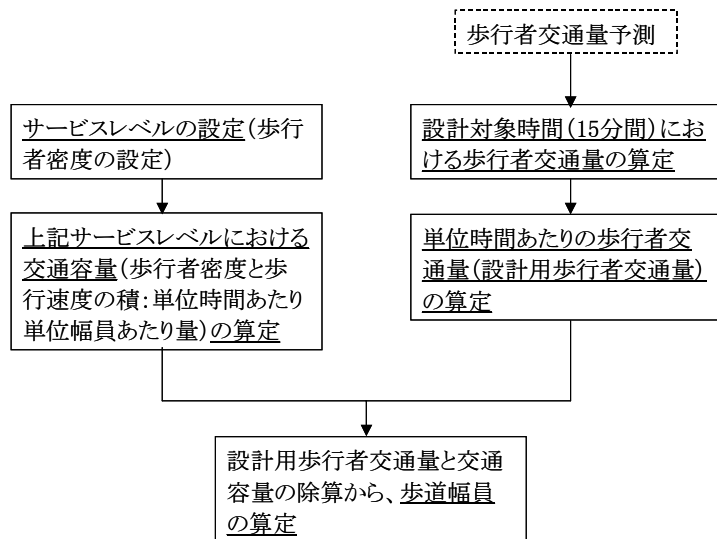 歩行者交通量予測
サービスレベルの設定(歩行
者密度の設定)
設計対象時間(15分間)にお
ける歩行者交通量の算定
上記サービスレベルにおける
交通容量(歩行者密度と歩
行速度の積:単位時間あたり
単位幅員あたり量)の算定
単位時間あたりの歩行者交
通量(設計用歩行者交通量)
の算定
設計用歩行者交通量と交通
容量の除算から、歩道幅員
の算定